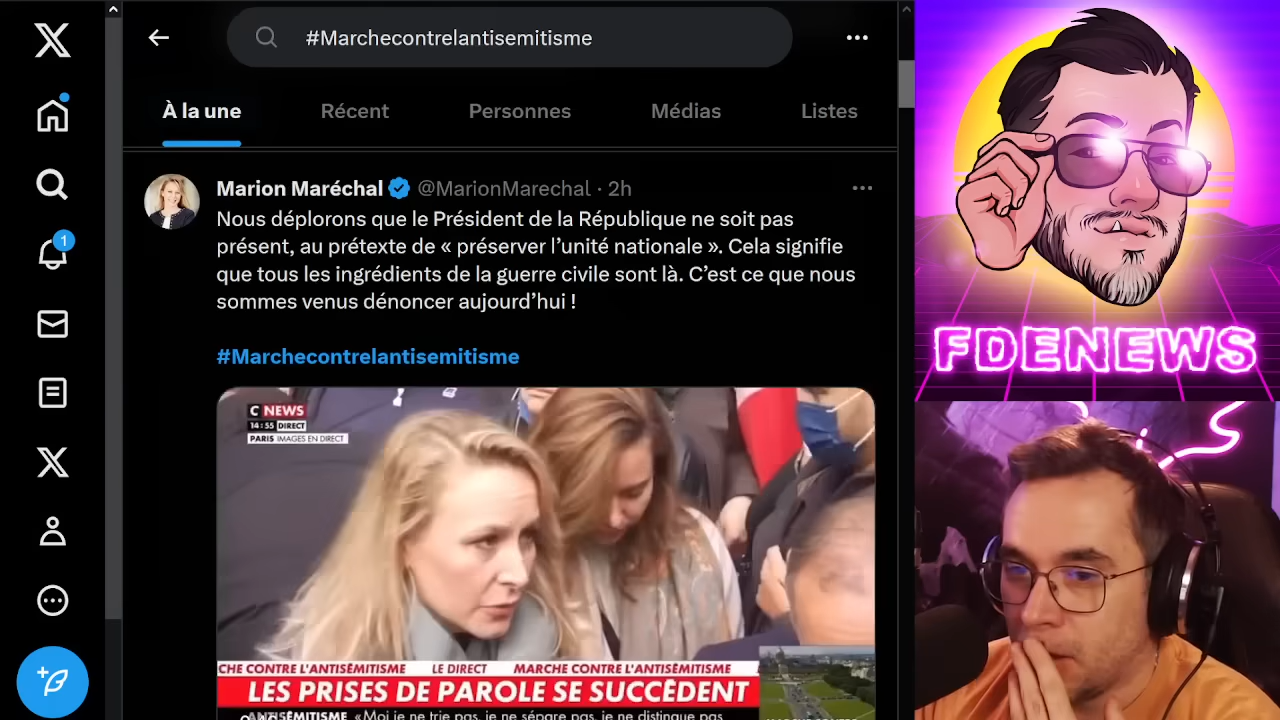 #Marchecontrelantisemitisme
À la une
Récent
Personnes
Médias
Listes
1
Marion Maréchal @MarionMarechal · 2h
Nous déplorons que le Président de la République ne soit pas
présent, au prétexte de « préserver l’unité nationale ». Cela signifie
que tous les ingrédients de la guerre civile sont là. C’est ce que nous
sommes venus dénoncer aujourd’hui !
#Marchecontrelantisemitisme
C NEWS
14:55 DIRECT
PARIS IMAGES EN DIRECT
CHE CONTRE L'ANTISÉMITISME LE DIRECT MARCHE CONTRE L'ANTISÉMITISME
LES PRISES DE PAROLE SE SUCCÈDENT
ANTISÉMITISME «Moi je ne trie pas, je ne sépare pas, je ne distingue pas
FDENEWS